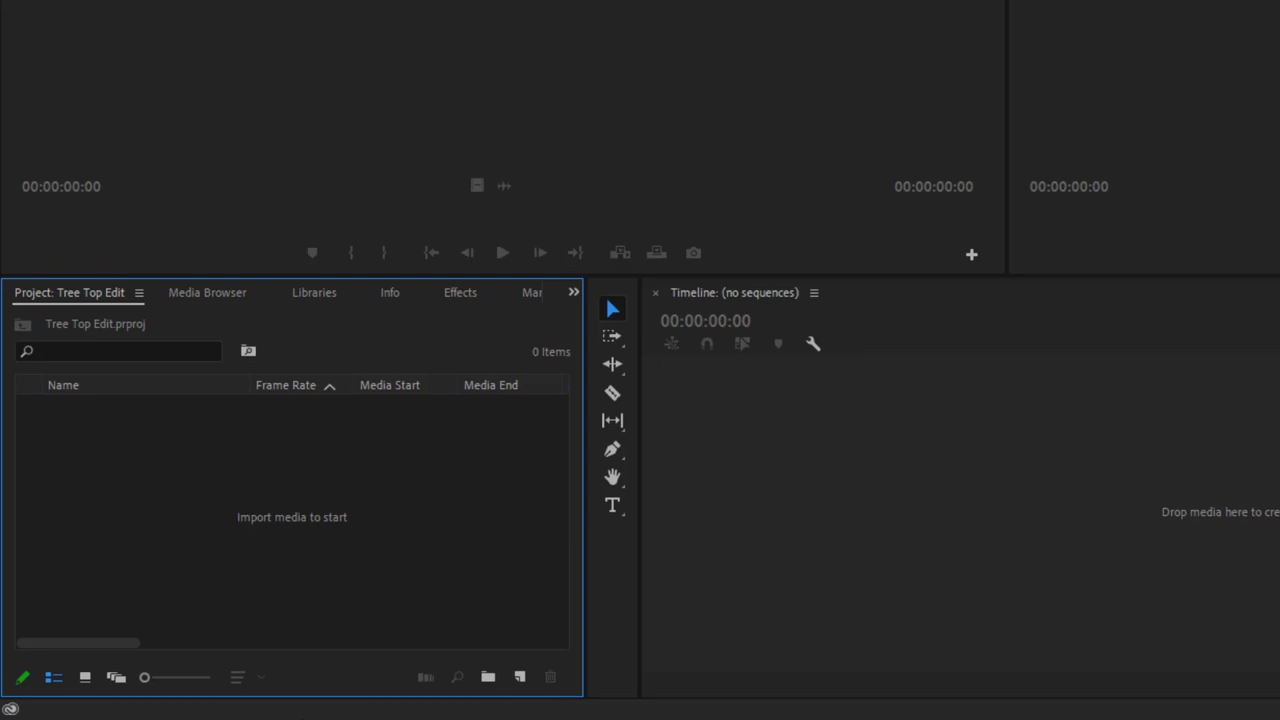 00:00:00:00
00:00:00:00
00:00:00:00
Project: Tree Top Edit
Media Browser
Libraries
Info
Effects
Mar
Tree Top Edit.prproj
0 Items
Name
Frame Rate
Media Start
Media End
Import media to start
Timeline: (no sequences)
00:00:00:00
Drop media here to cre